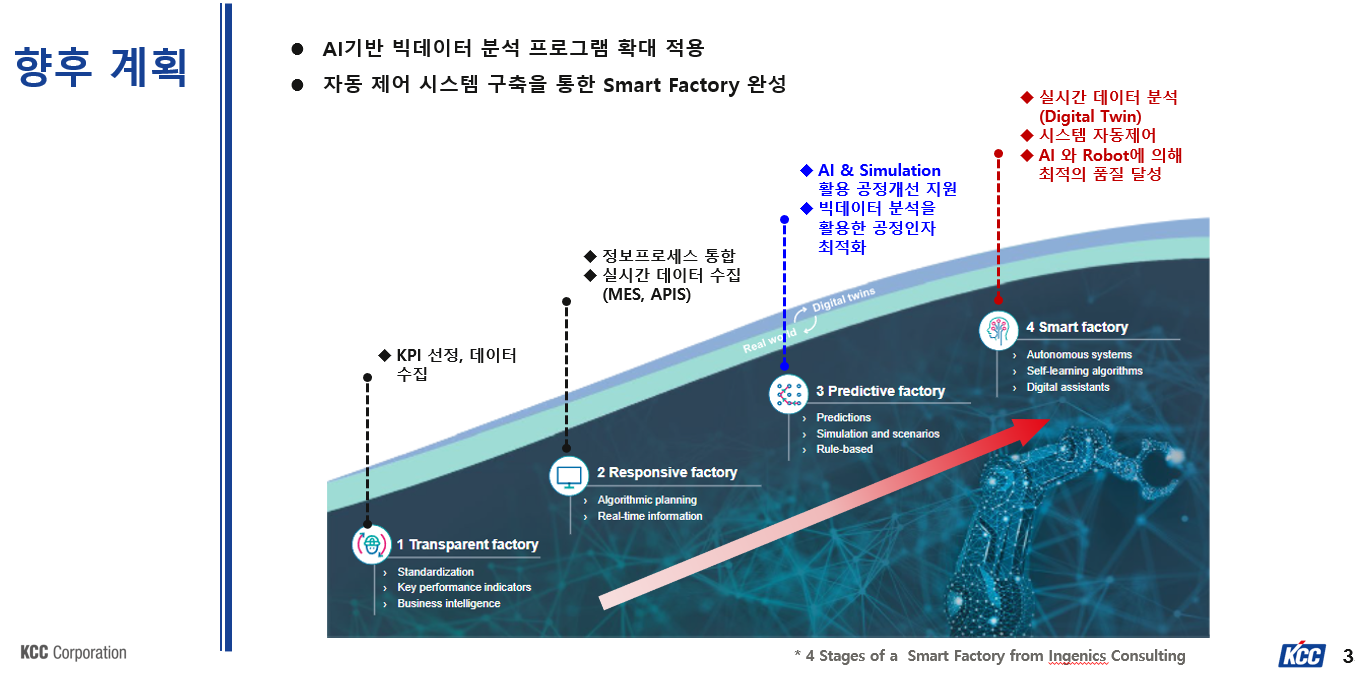 향후 계획
● AI기반 빅데이터 분석 프로그램 확대 적용
● 자동 제어 시스템 구축을 통한 Smart Factory 완성
◆ KPI 선정, 데이터
수집
◆ 정보프로세스 통합
◆ 실시간 데이터 수집
(MES, APIS)
◆ AI & Simulation
활용 공정개선 지원
◆ 빅데이터 분석을
활용한 공정인자
최적화
◆ 실시간 데이터 분석
(Digital Twin)
◆ 시스템 자동제어
◆ AI 와 Robot에 의해
최적의 품질 달성
Digital twins
Real world
1 Transparent factory
› Standardization
› Key performance indicators
› Business intelligence
2 Responsive factory
› Algorithmic planning
› Real-time information
3 Predictive factory
› Predictions
› Simulation and scenarios
› Rule-based
4 Smart factory
› Autonomous systems
› Self-learning algorithms
› Digital assistants
* 4 Stages of a Smart Factory from Ingenics Consulting
KCC Corporation
KCC
3